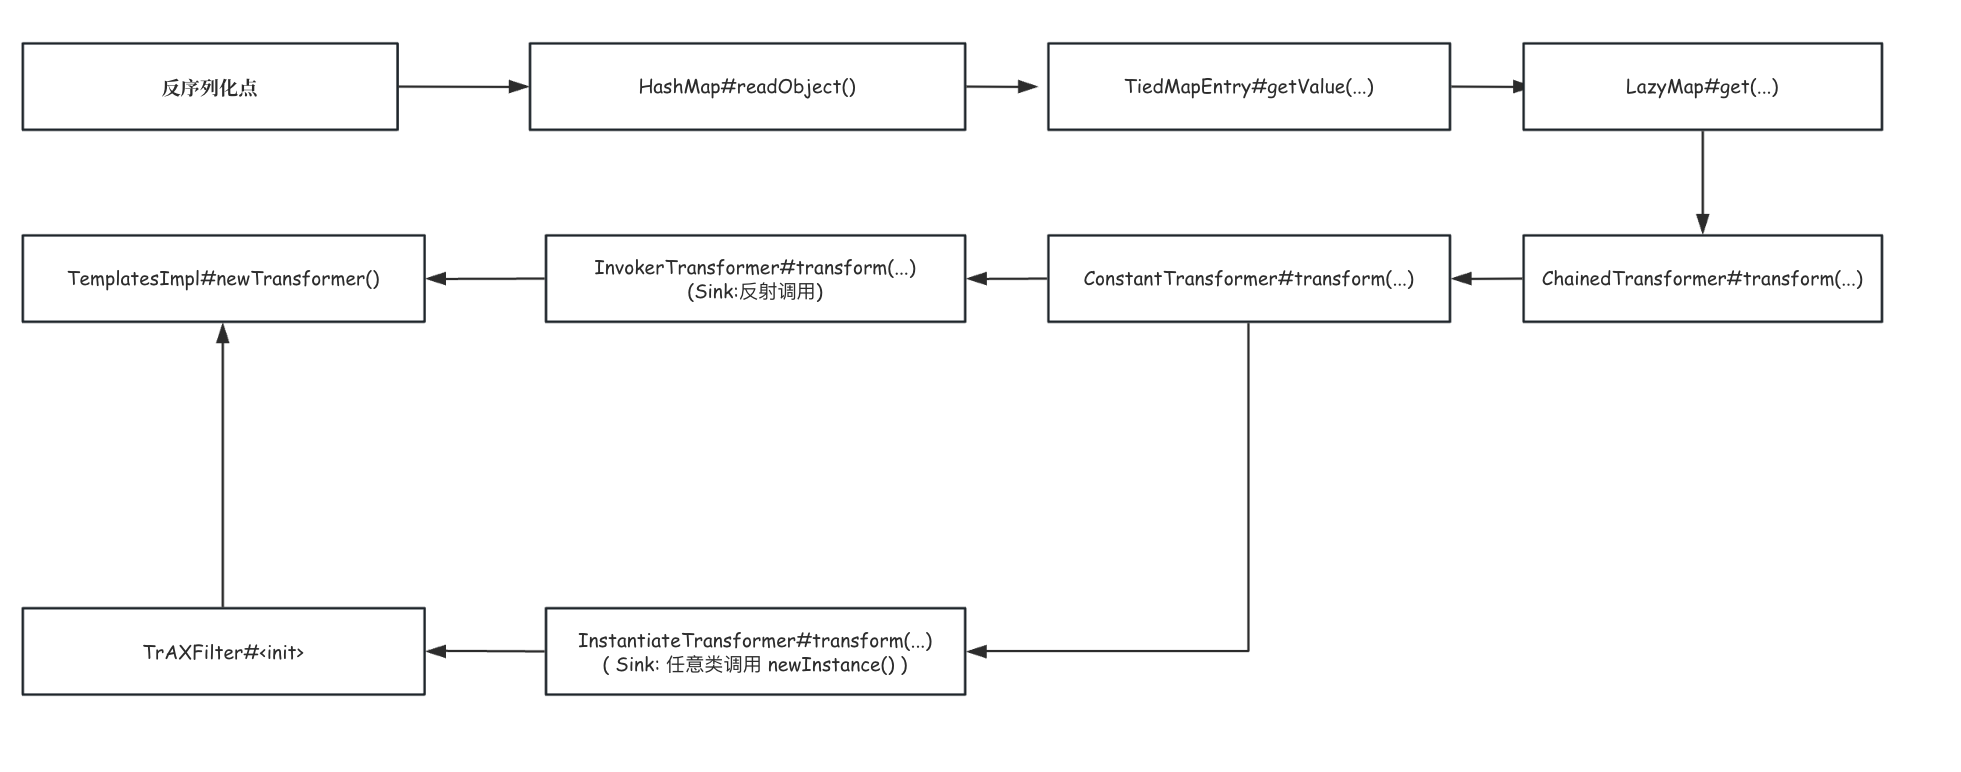 反序列化点
HashMap#readObject()
TiedMapEntry#getValue(...)
LazyMap#get(...)
TemplatesImpl#newTransformer()
InvokerTransformer#transform(...)
(Sink:反射调用)
ConstantTransformer#transform(...)
ChainedTransformer#transform(...)
TrAXFilter#<init>
InstantiateTransformer#transform(...)
( Sink: 任意类调用 newInstance() )